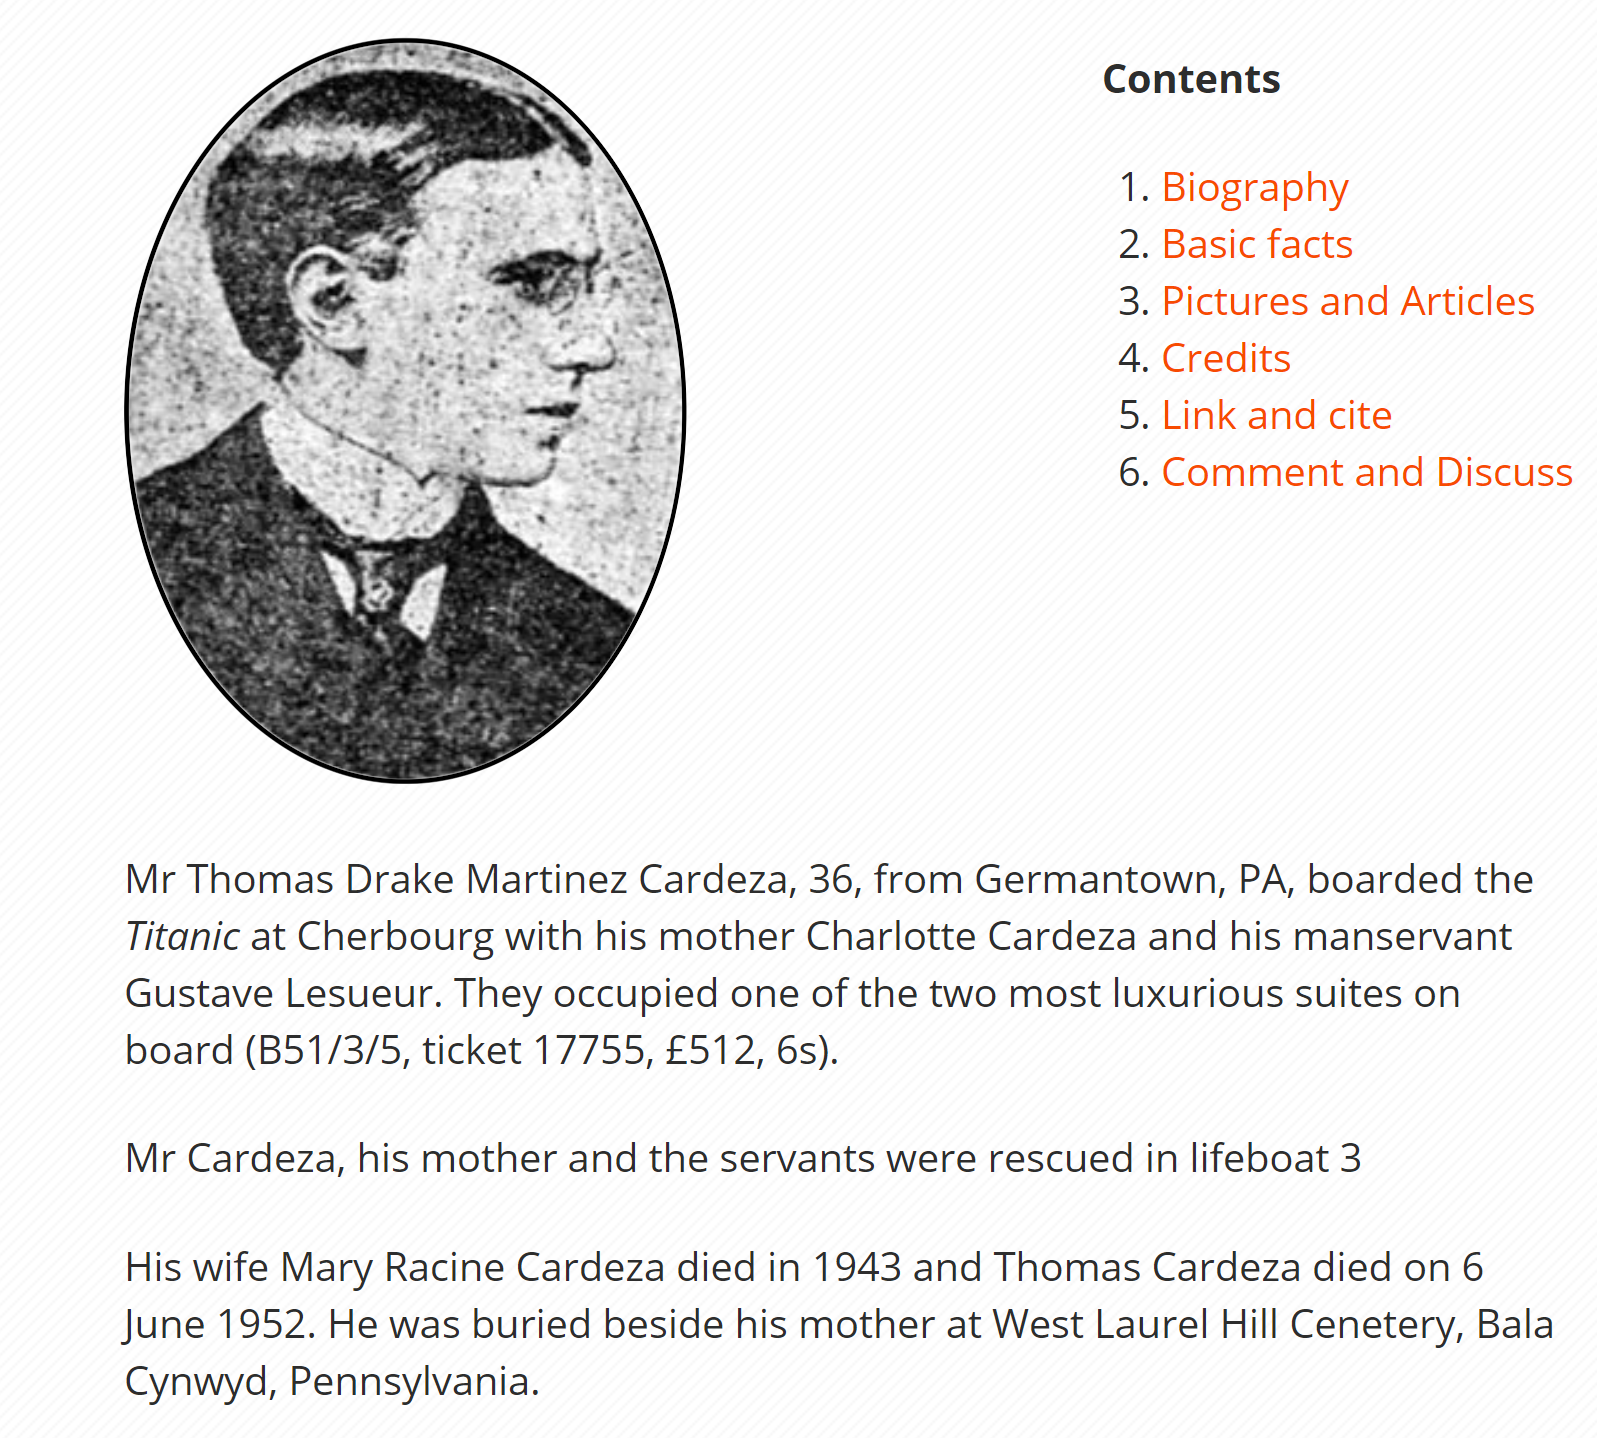 Contents
1. Biography
2. Basic facts
3. Pictures and Articles
4. Credits
5. Link and cite
6. Comment and Discuss
Mr Thomas Drake Martinez Cardeza, 36, from Germantown, PA, boarded the
Titanic at Cherbourg with his mother Charlotte Cardeza and his manservant
Gustave Lesueur. They occupied one of the two most luxurious suites on
board (B51/3/5, ticket 17755, £512, 6s).
Mr Cardeza, his mother and the servants were rescued in lifeboat 3
His wife Mary Racine Cardeza died in 1943 and Thomas Cardeza died on 6
June 1952. He was buried beside his mother at West Laurel Hill Cenetery, Bala
Cynwyd, Pennsylvania.